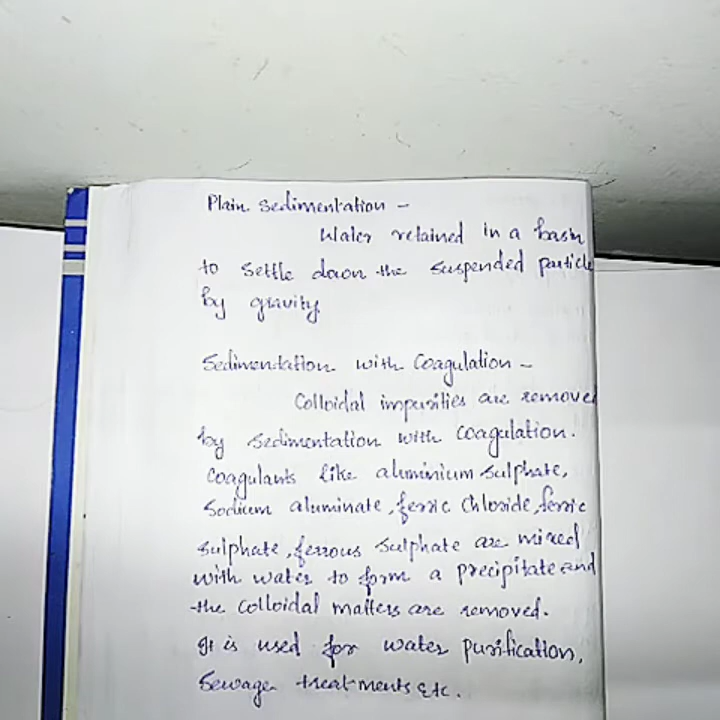 Plain Sedimentation -
Water retained in a basin
to settle down the suspended particle
by gravity.
Sedimendation with Coagulation -
Colloidal impurities are removed
by sedimentation with coagulation.
Coagulants like aluminium sulphate,
Sodium aluminate, ferric chloride, ferric
sulphate, ferrous sulphate are mixed
with water to form a precipitate and
the colloidal matters are removed.
It is used for water purification,
Sewage treatments etc.